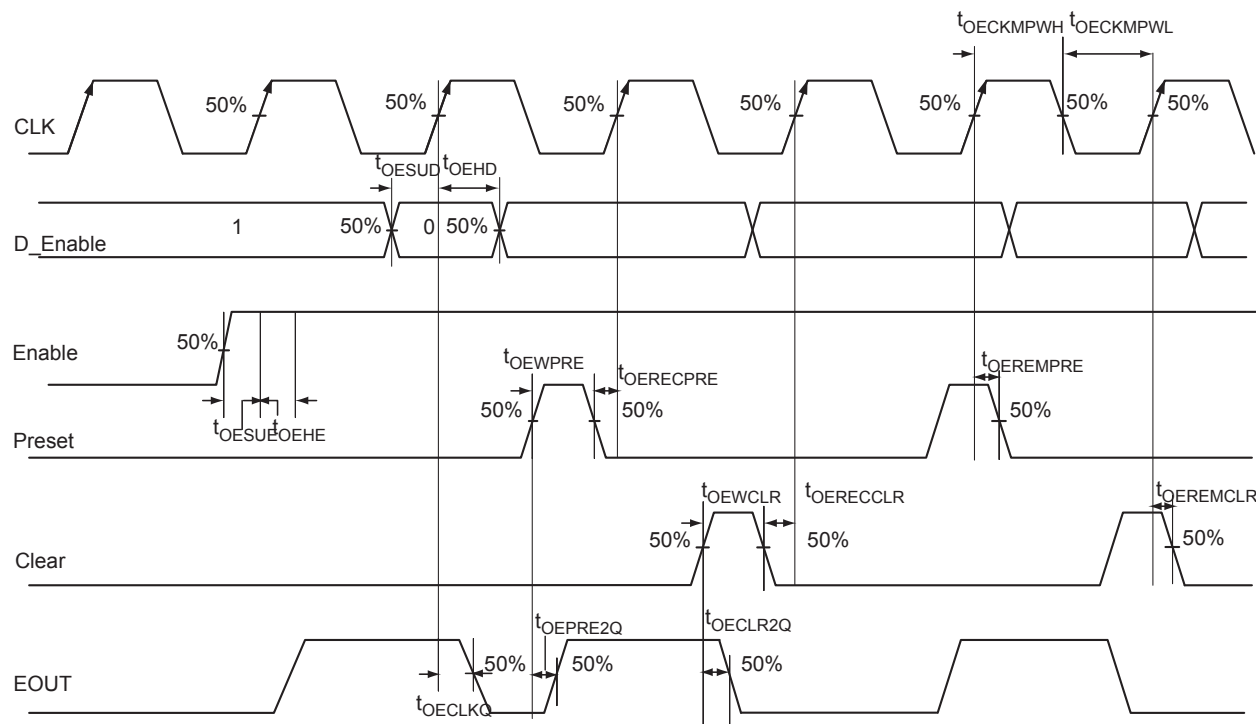 tOECKMPWH tOECKMPWL
CLK 50% 50% 50% 50% 50% 50% 50%
tOESUD tOEHD
D_Enable 1 50% 0 50%
Enable 50%
tOESUE tOEHE
tOEWPRE tOERECPRE tOEREMPRE
Preset 50% 50% 50%
tOEWCLR tOERECCLR tOEREMCLR
Clear 50% 50% 50%
tOEPRE2Q tOECLR2Q
EOUT 50% 50% 50%
tOECLKQ